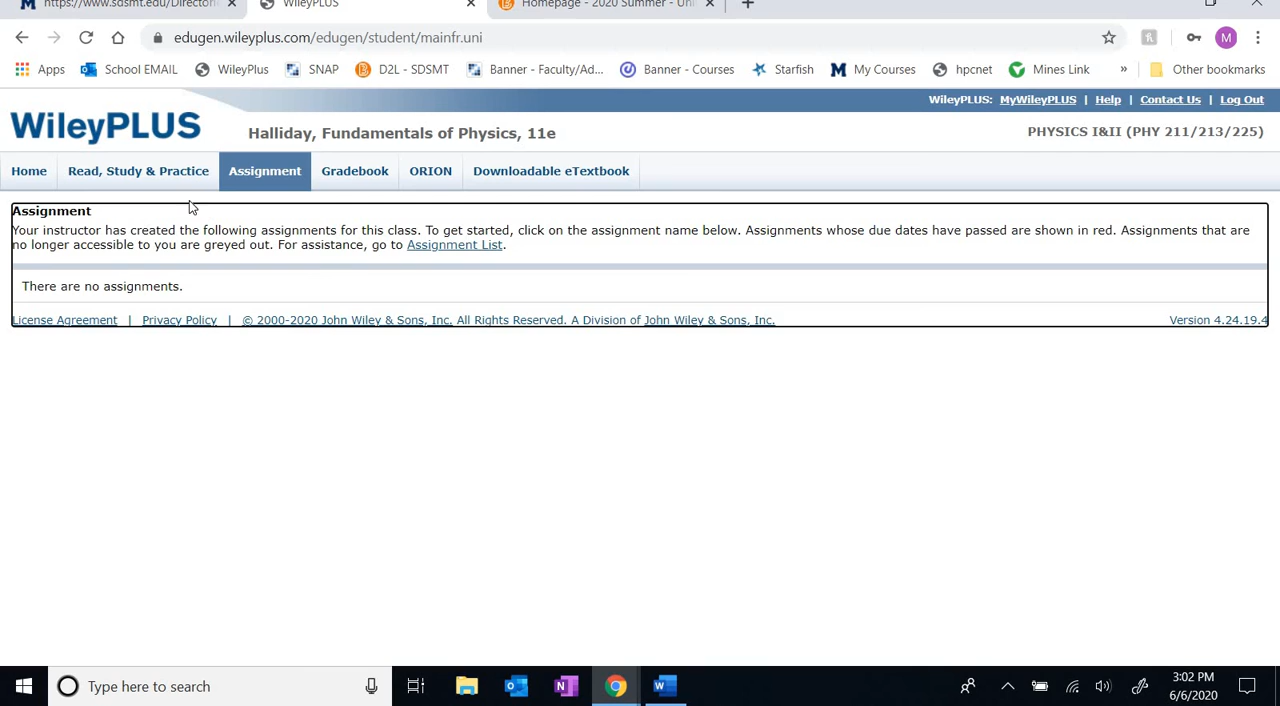 https://www.sdsmt.edu/Directori
WileyPLUS
Homepage - 2020 Summer - Uni
edugen.wileyplus.com/edugen/student/mainfr.uni
M
Apps School EMAIL WileyPlus SNAP D2L - SDSMT Banner - Faculty/Ad... Banner - Courses Starfish My Courses hpcnet Mines Link » Other bookmarks
WileyPLUS: MyWileyPLUS | Help | Contact Us | Log Out
WileyPLUS Halliday, Fundamentals of Physics, 11e PHYSICS I&II (PHY 211/213/225)
Home Read, Study & Practice Assignment Gradebook ORION Downloadable eTextbook
Assignment
Your instructor has created the following assignments for this class. To get started, click on the assignment name below. Assignments whose due dates have passed are shown in red. Assignments that are
no longer accessible to you are greyed out. For assistance, go to Assignment List.
There are no assignments.
License Agreement | Privacy Policy | © 2000-2020 John Wiley & Sons, Inc. All Rights Reserved. A Division of John Wiley & Sons, Inc. Version 4.24.19.4
Type here to search
3:02 PM
6/6/2020